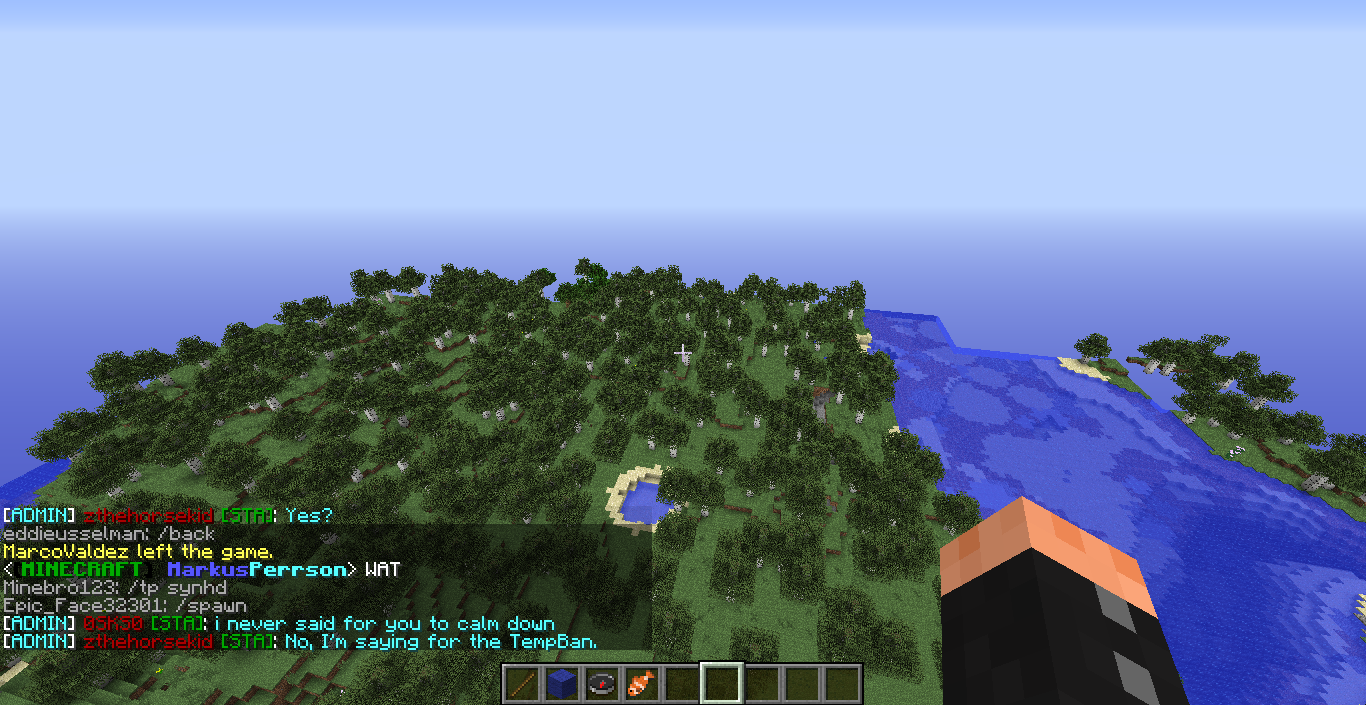 [ADMIN] zthehorsekid [STA]: Yes?
eddieusselman: /back
MarcoValdez left the game.
< MINECRAFT MarkusPerrson> WAT
Minebro123: /tp synhd
Epic_Face32301: /spawn
[ADMIN] 0SK50 [STA]: i never said for you to calm down
[ADMIN] zthehorsekid [STA]: No, I'm saying for the TempBan.